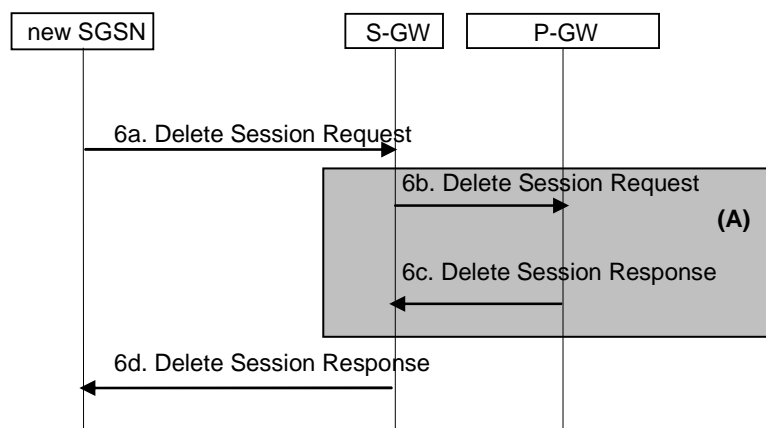 new SGSN
S-GW
P-GW
6a. Delete Session Request
6b. Delete Session Request
(A)
6c. Delete Session Response
6d. Delete Session Response